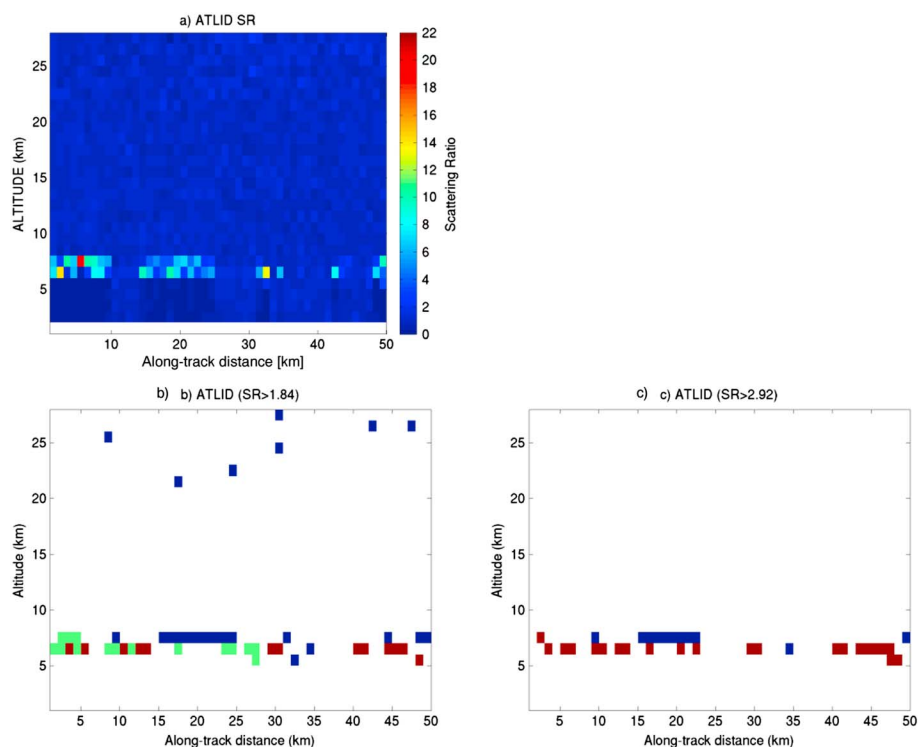 a) ATLID SR
ALTITUDE (km)
25
20
15
10
5
10 20 30 40 50
Along-track distance [km]
22
20
18
16
14
12
10
8
6
4
2
0
Scattering Ratio
b) b) ATLID (SR>1.84)
Altitude (km)
25
20
15
10
5
5 10 15 20 25 30 35 40 45 50
Along-track distance (km)
c) c) ATLID (SR>2.92)
Altitude (km)
25
20
15
10
5
5 10 15 20 25 30 35 40 45 50
Along-track distance (km)